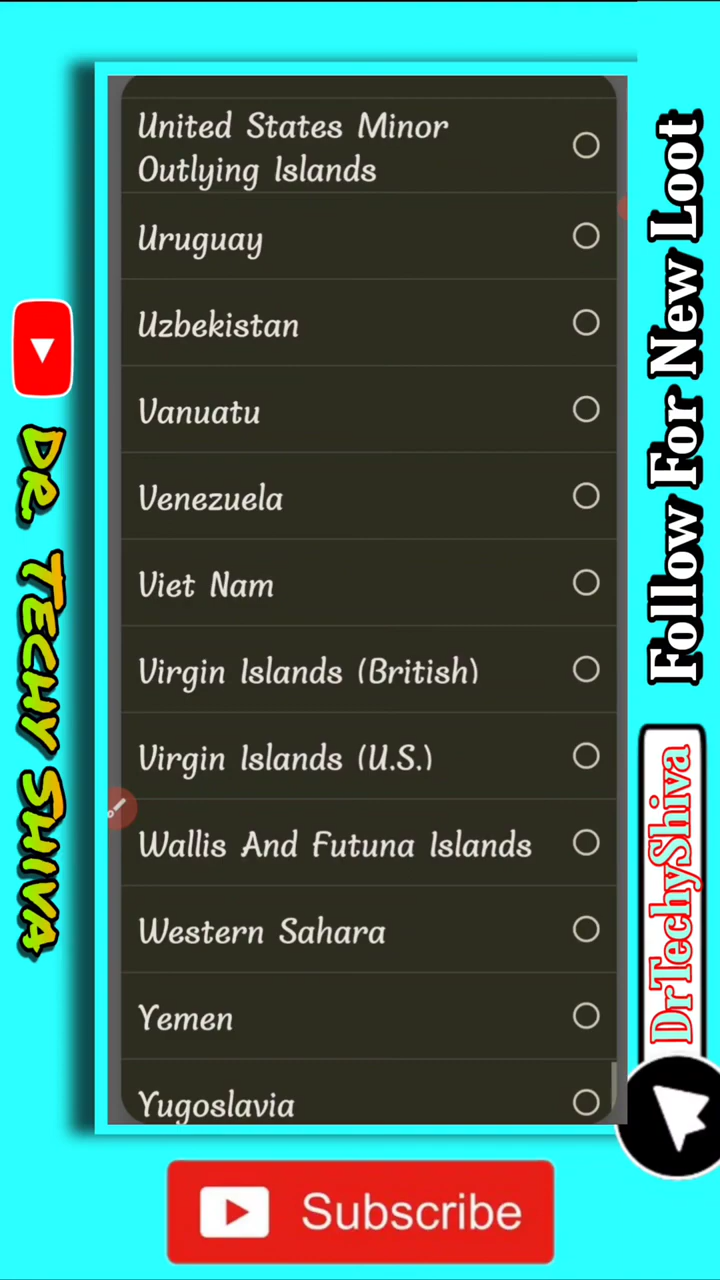 United States Minor
Outlying Islands
Uruguay
Uzbekistan
Vanuatu
Venezuela
Viet Nam
Virgin Islands (British)
Virgin Islands (U.S.)
Wallis And Futuna Islands
Western Sahara
Yemen
Yugoslavia
DR. TECHY SHIVA
Follow For New Loot
DrTechyShiva
Subscribe